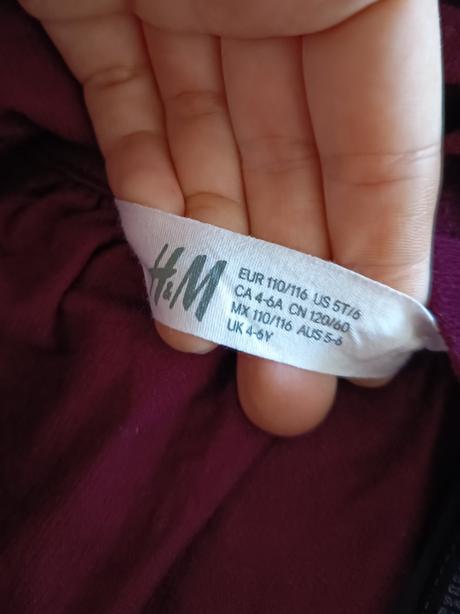 H&M
EUR 110/116 US 5T/6
CA 4-6A CN 120/60
MX 110/116 AUS 5-6
UK 4-6Y